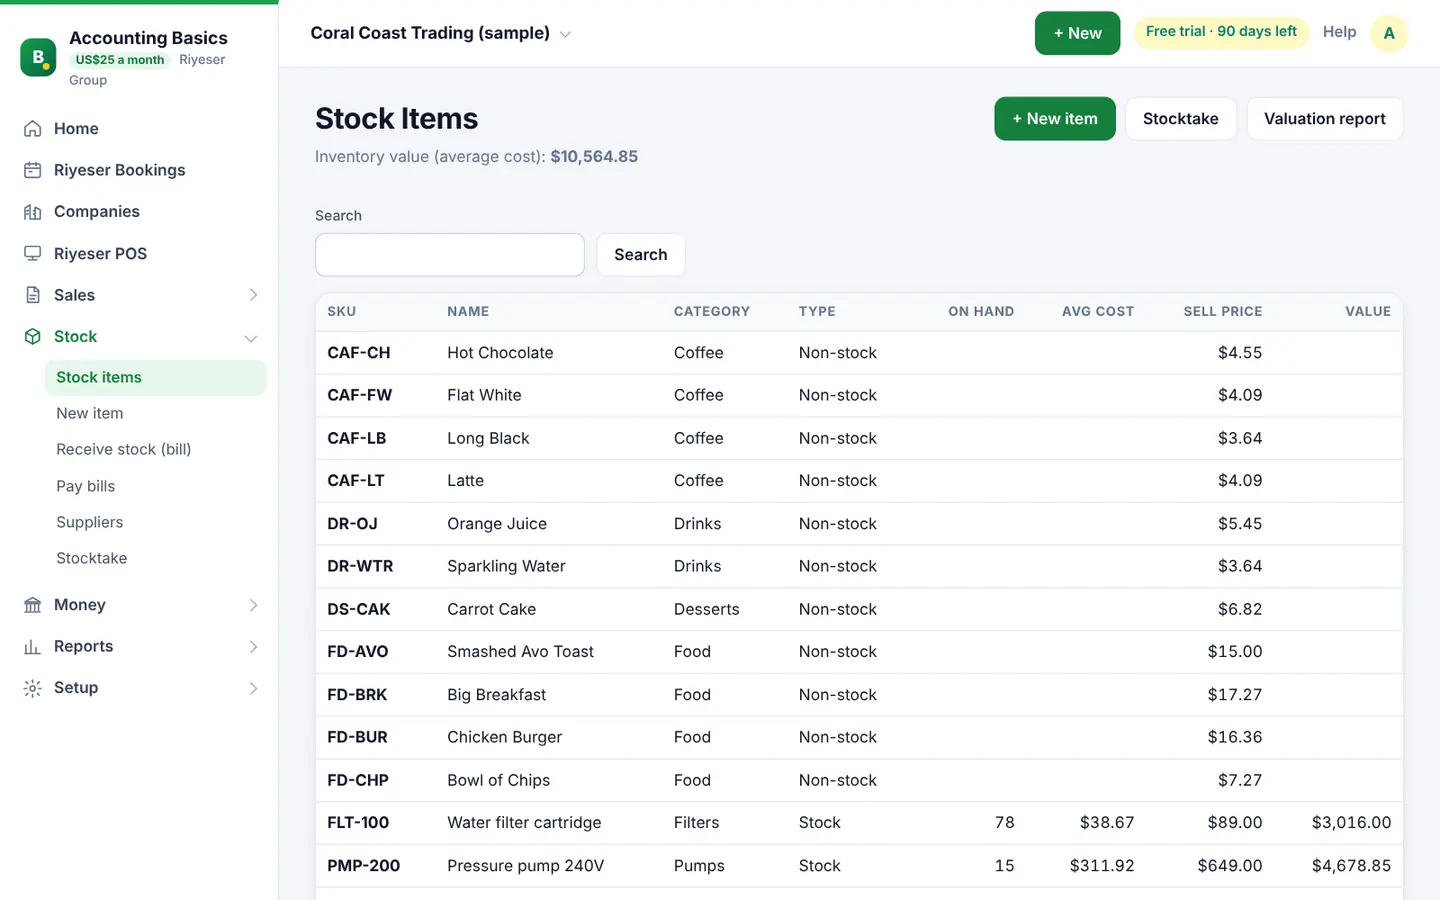 B.
Accounting Basics
US$25 a month Riyeser
Group
Home
Riyeser Bookings
Companies
Riyeser POS
Sales
Stock
Stock items
New item
Receive stock (bill)
Pay bills
Suppliers
Stocktake
Money
Reports
Setup
Coral Coast Trading (sample)
+ New
Free trial · 90 days left
Help
A
Stock Items
+ New item
Stocktake
Valuation report
Inventory value (average cost): $10,564.85
Search
Search
SKU NAME CATEGORY TYPE ON HAND AVG COST SELL PRICE VALUE
CAF-CH Hot Chocolate Coffee Non-stock $4.55
CAF-FW Flat White Coffee Non-stock $4.09
CAF-LB Long Black Coffee Non-stock $3.64
CAF-LT Latte Coffee Non-stock $4.09
DR-OJ Orange Juice Drinks Non-stock $5.45
DR-WTR Sparkling Water Drinks Non-stock $3.64
DS-CAK Carrot Cake Desserts Non-stock $6.82
FD-AVO Smashed Avo Toast Food Non-stock $15.00
FD-BRK Big Breakfast Food Non-stock $17.27
FD-BUR Chicken Burger Food Non-stock $16.36
FD-CHP Bowl of Chips Food Non-stock $7.27
FLT-100 Water filter cartridge Filters Stock 78 $38.67 $89.00 $3,016.00
PMP-200 Pressure pump 240V Pumps Stock 15 $311.92 $649.00 $4,678.85